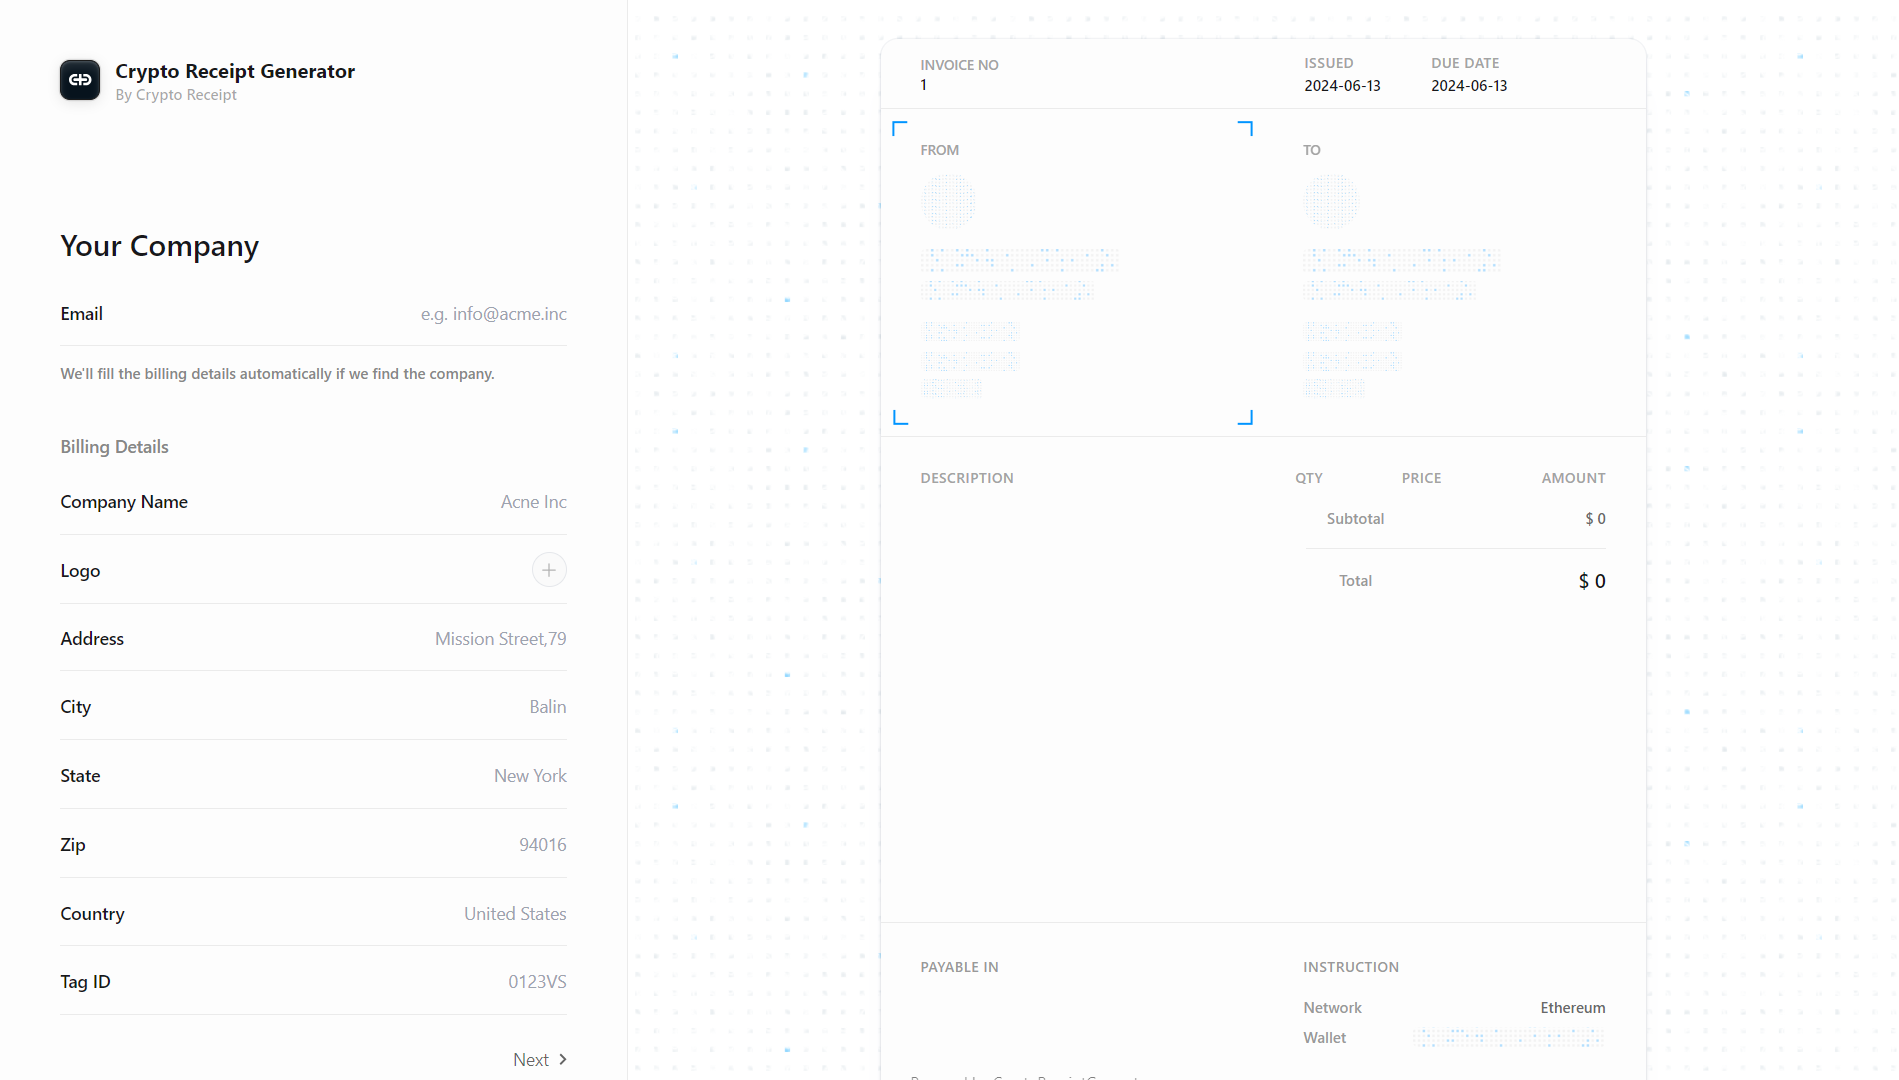 Crypto Receipt Generator
By Crypto Receipt
Your Company
Email e.g. info@acme.inc
We'll fill the billing details automatically if we find the company.
Billing Details
Company Name Acne Inc
Logo
Address Mission Street,79
City Balin
State New York
Zip 94016
Country United States
Tag ID 0123VS
Next
INVOICE NO
1
ISSUED
2024-06-13
DUE DATE
2024-06-13
FROM
TO
DESCRIPTION QTY PRICE AMOUNT
Subtotal $ 0
Total $ 0
PAYABLE IN
INSTRUCTION
Network Ethereum
Wallet